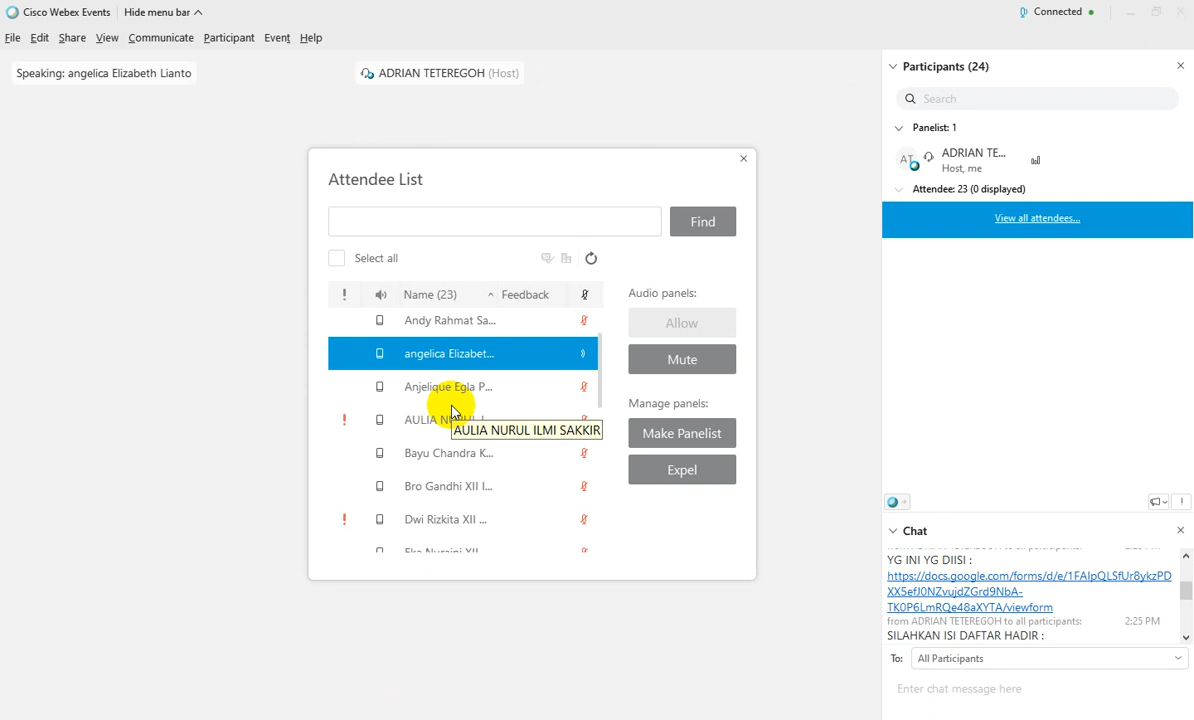 Cisco Webex Events Hide menu bar Connected
File Edit Share View Communicate Participant Event Help
Speaking: angelica Elizabeth Lianto
ADRIAN TETEREGOH (Host)
Attendee List
Find
Select all
! Name (23) Feedback
Andy Rahmat Sa...
angelica Elizabet...
Anjelique Egla P...
! AULIA
AULIA NURUL ILMI SAKKIR
Bayu Chandra K...
Bro Gandhi XII I...
! Dwi Rizkita XII ...
Audio panels:
Allow
Mute
Manage panels:
Make Panelist
Expel
Participants (24)
Search
Panelist: 1
AT ADRIAN TE...
Host, me
Attendee: 23 (0 displayed)
View all attendees...
!
Chat
YG INI YG DIISI :
https://docs.google.com/forms/d/e/1FAIpQLSfUr8ykzPD
XX5efJ0NZvujdZGrd9NbA-
TK0P6LmRQe48aXYTA/viewform
from ADRIAN TETEREGOH to all participants: 2:25 PM
SILAHKAN ISI DAFTAR HADIR :
To: All Participants
Enter chat message here